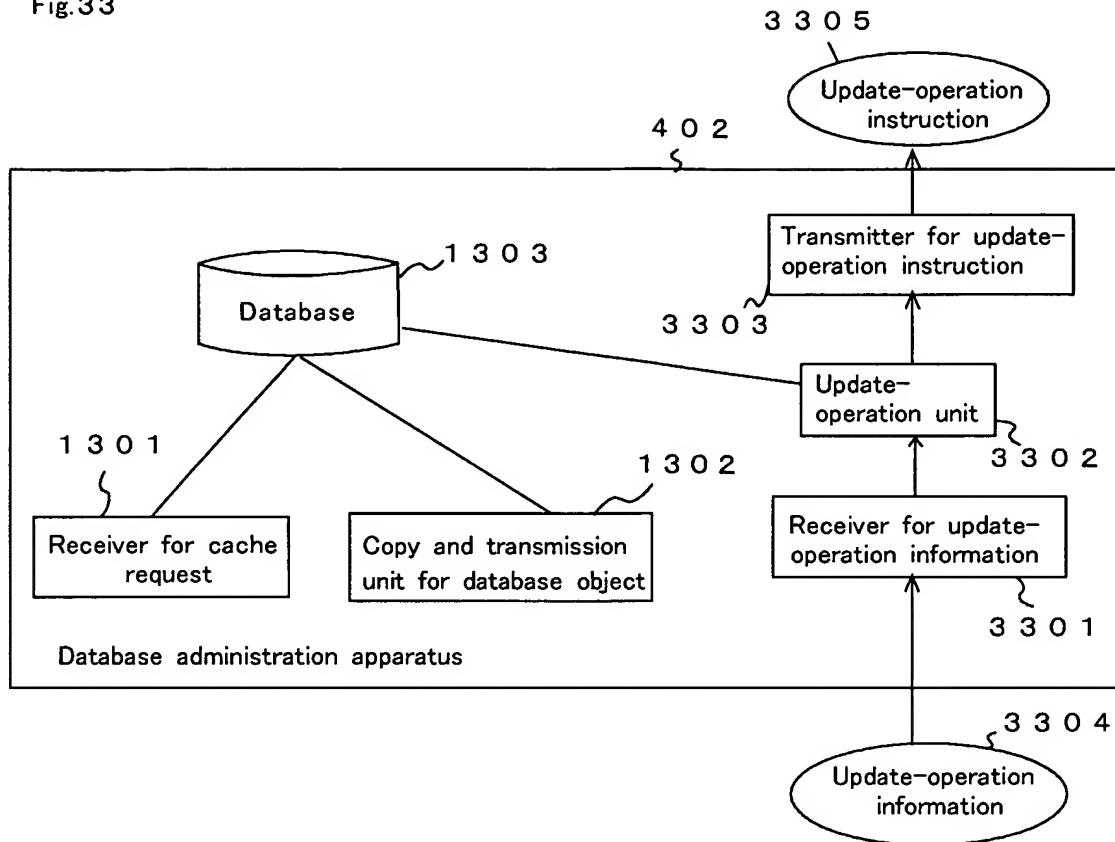 Fig.33
3305
Update-operation
instruction
402
Transmitter for update-
operation instruction
3303
1303
Database
Update-
operation unit
3302
1301
1302
Receiver for cache
request
Copy and transmission
unit for database object
Receiver for update-
operation information
3301
Database administration apparatus
3304
Update-operation
information